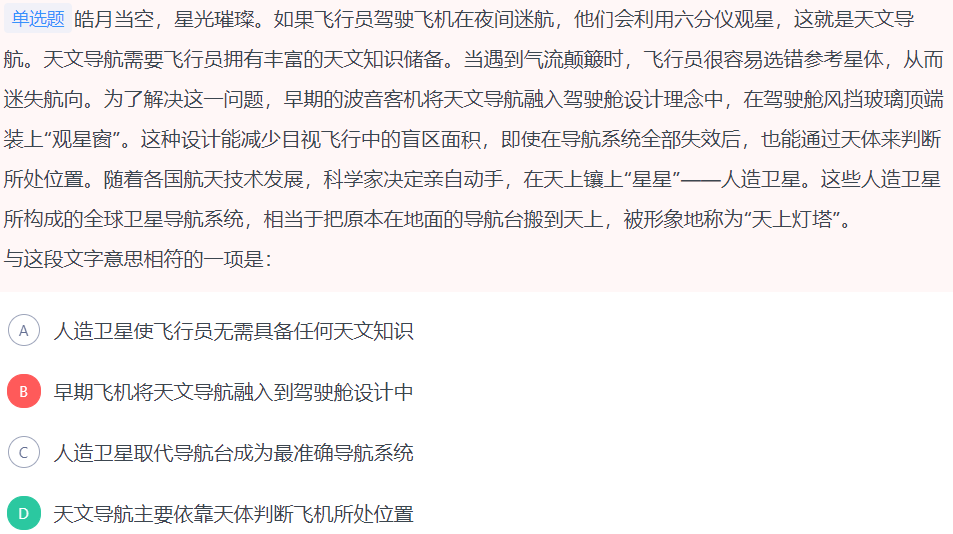 单选题 皓月当空，星光璀璨。如果飞行员驾驶飞机在夜间迷航，他们会利用六分仪观星，这就是天文导
航。天文导航需要飞行员拥有丰富的天文知识储备。当遇到气流颠簸时，飞行员很容易选错参考星体，从而
迷失航向。为了解决这一问题，早期的波音客机将天文导航融入驾驶舱设计理念中，在驾驶舱风挡玻璃顶端
装上“观星窗”。这种设计能减少目视飞行中的盲区面积，即使在导航系统全部失效后，也能通过天体来判断
所处位置。随着各国航天技术发展，科学家决定亲自动手，在天上镶上“星星”——人造卫星。这些人造卫星
所构成的全球卫星导航系统，相当于把原本在地面的导航台搬到天上，被形象地称为“天上灯塔”。
与这段文字意思相符的一项是：
A 人造卫星使飞行员无需具备任何天文知识
B 早期飞机将天文导航融入到驾驶舱设计中
C 人造卫星取代导航台成为最准确导航系统
D 天文导航主要依靠天体判断飞机所处位置